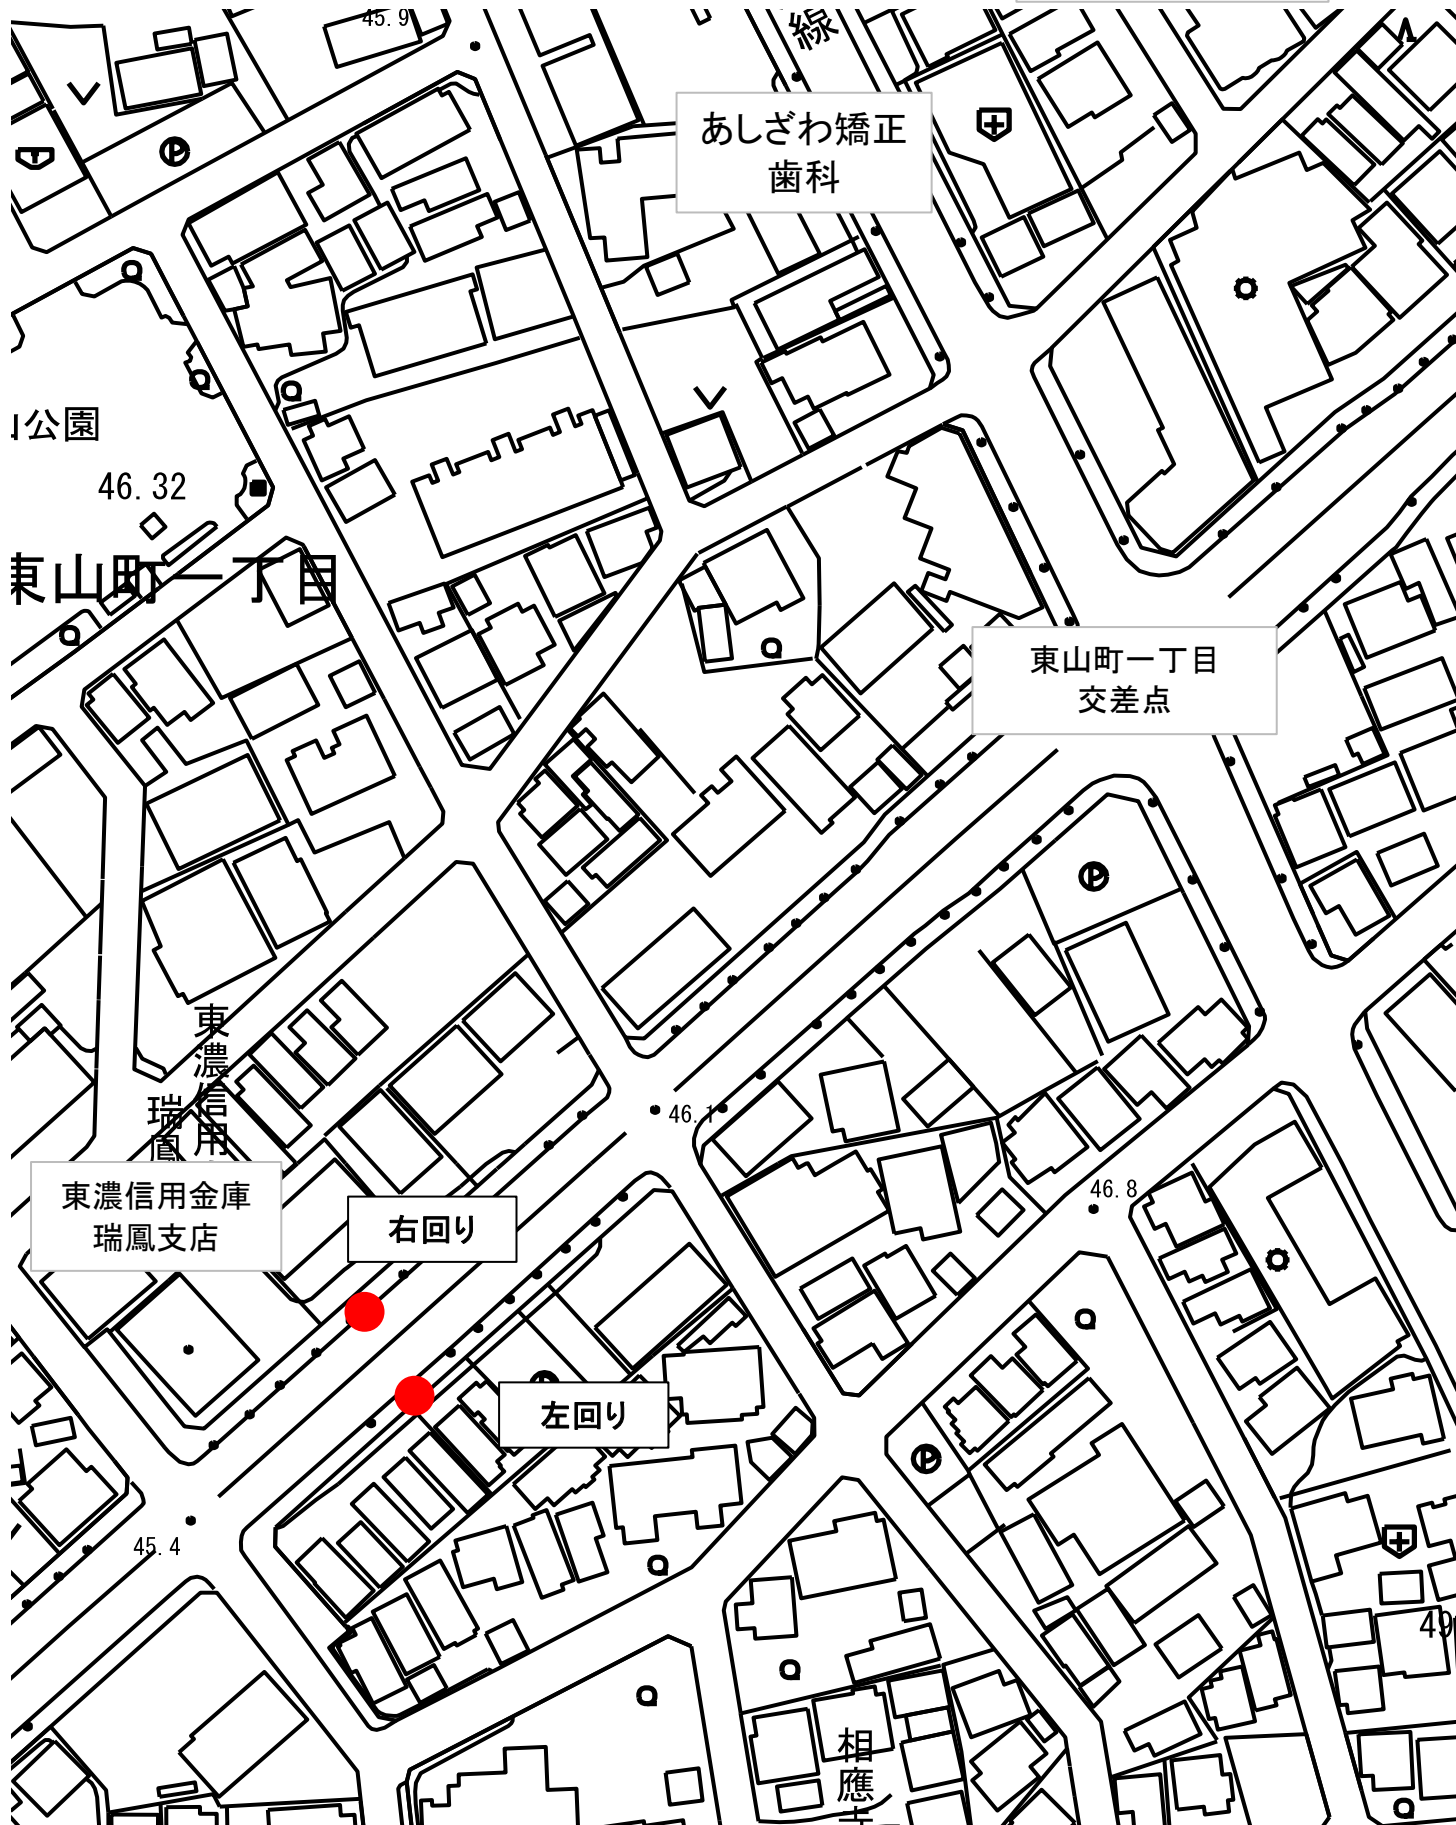 45.9
線
あしざわ矯正
歯科
公園
46.32
東山町一丁目
東山町一丁目
交差点
東濃信用
瑞鳳
46.1
46.8
東濃信用金庫
瑞鳳支店
右回り
左回り
45.4
49
相應寺